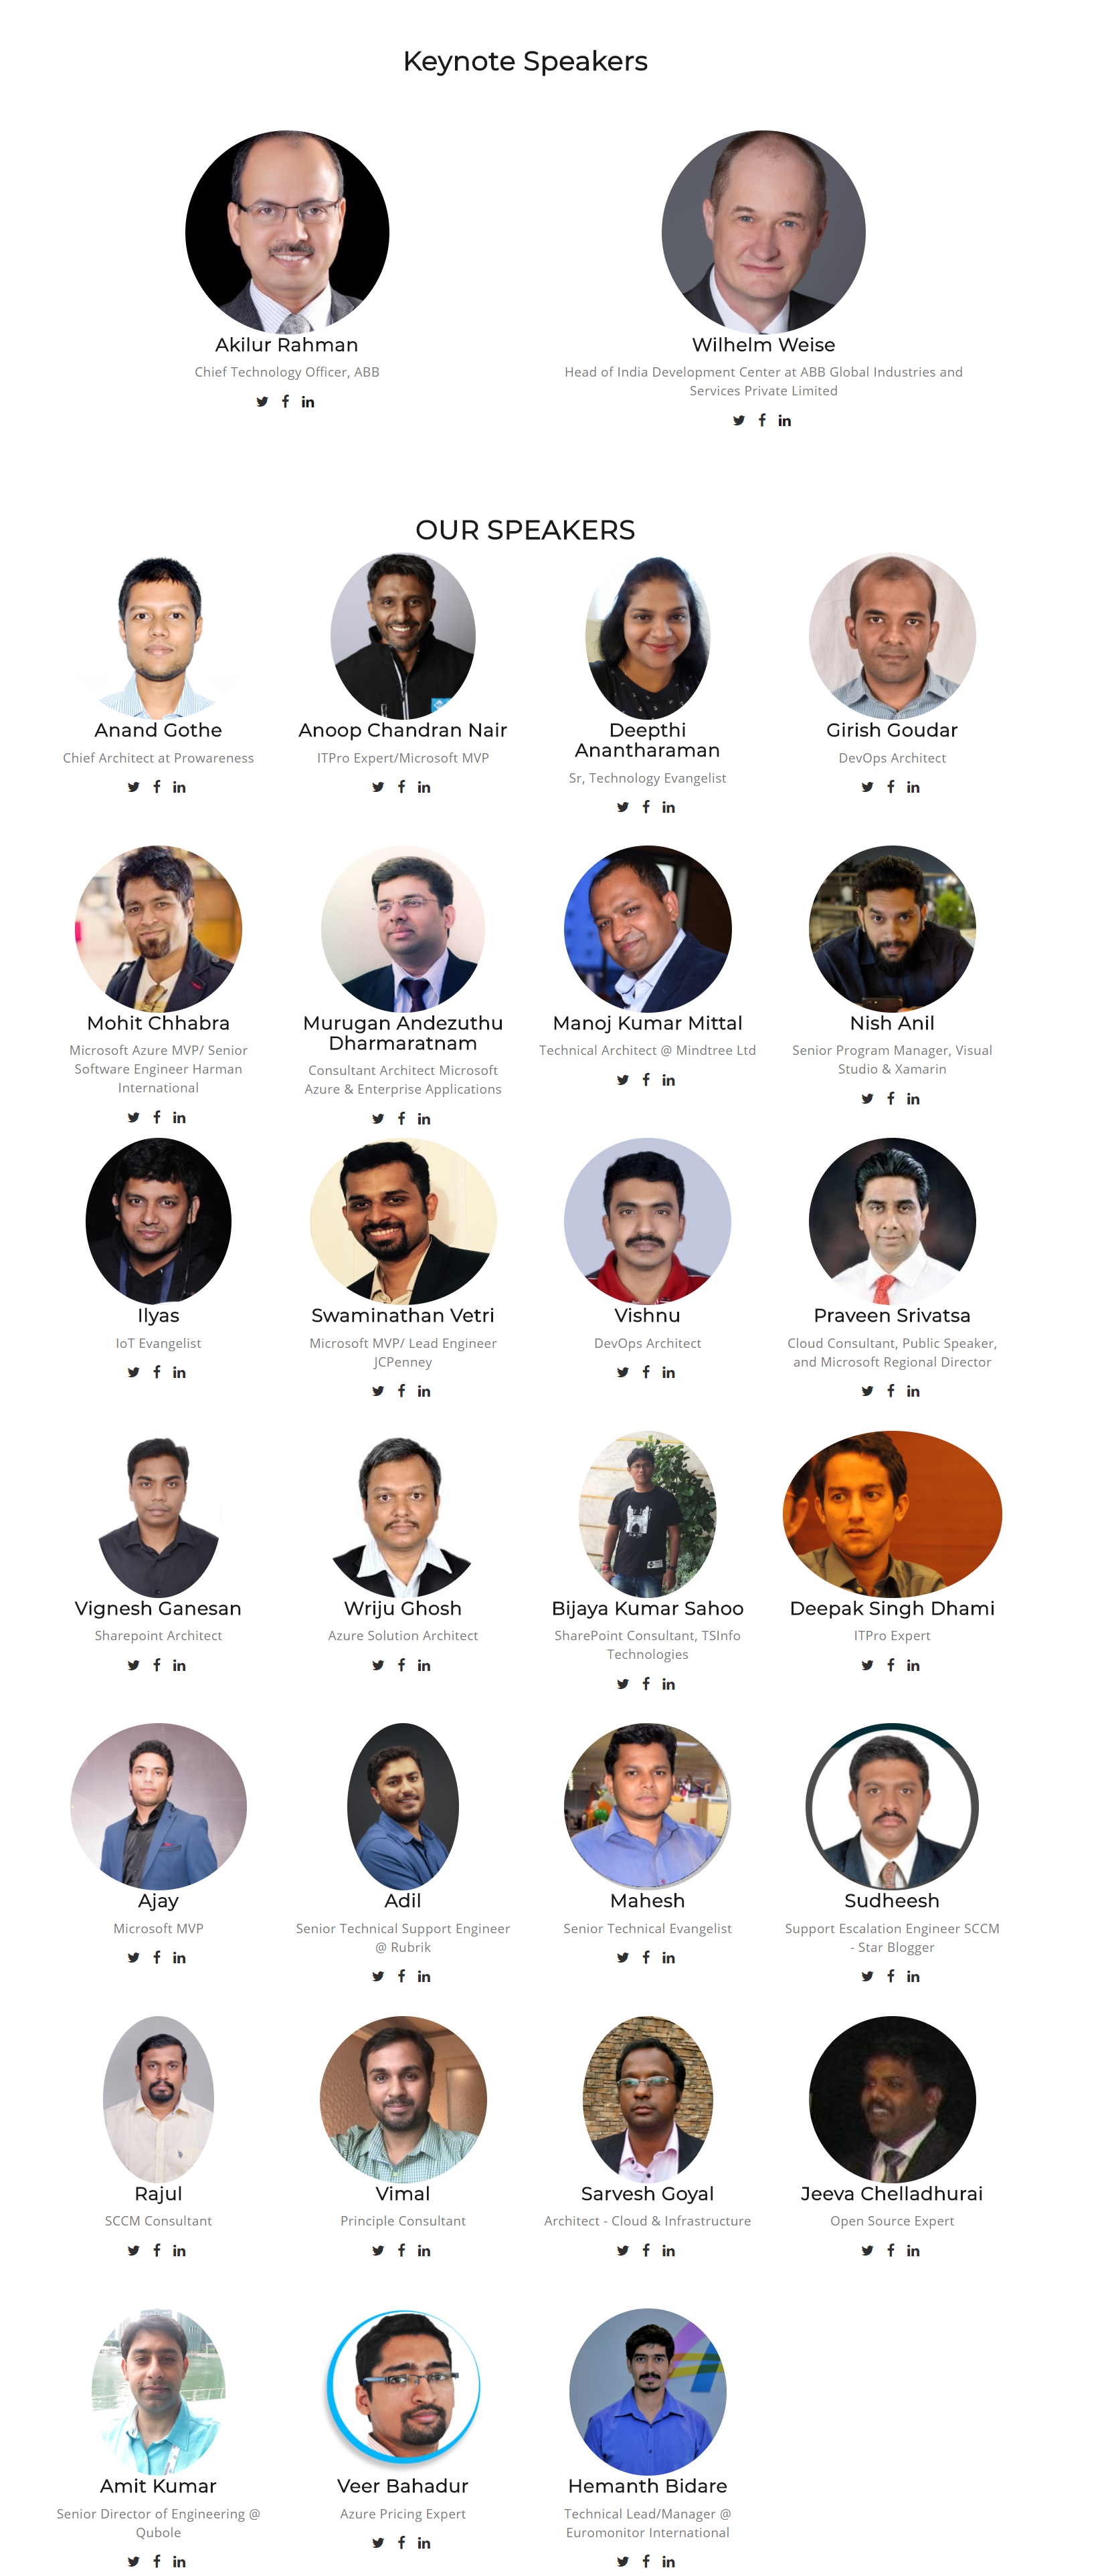 Keynote Speakers
Akilur Rahman
Chief Technology Officer, ABB
Wilhelm Weise
Head of India Development Center at ABB Global Industries and
Services Private Limited
OUR SPEAKERS
Anand Gothe
Chief Architect at Prowareness
Anoop Chandran Nair
ITPro Expert/Microsoft MVP
Deepthi
Anantharaman
Sr, Technology Evangelist
Girish Goudar
DevOps Architect
Mohit Chhabra
Microsoft Azure MVP/ Senior
Software Engineer Harman
International
Murugan Andezuthu
Dharmaratnam
Consultant Architect Microsoft
Azure & Enterprise Applications
Manoj Kumar Mittal
Technical Architect @ Mindtree Ltd
Nish Anil
Senior Program Manager, Visual
Studio & Xamarin
Ilyas
IoT Evangelist
Swaminathan Vetri
Microsoft MVP/ Lead Engineer
JCPenney
Vishnu
DevOps Architect
Praveen Srivatsa
Cloud Consultant, Public Speaker,
and Microsoft Regional Director
Vignesh Ganesan
Sharepoint Architect
Wriju Ghosh
Azure Solution Architect
Bijaya Kumar Sahoo
SharePoint Consultant, TSInfo
Technologies
Deepak Singh Dhami
ITPro Expert
Ajay
Microsoft MVP
Adil
Senior Technical Support Engineer
@ Rubrik
Mahesh
Senior Technical Evangelist
Sudheesh
Support Escalation Engineer SCCM
- Star Blogger
Rajul
SCCM Consultant
Vimal
Principle Consultant
Sarvesh Goyal
Architect - Cloud & Infrastructure
Jeeva Chelladhurai
Open Source Expert
Amit Kumar
Senior Director of Engineering @
Qubole
Veer Bahadur
Azure Pricing Expert
Hemanth Bidare
Technical Lead/Manager @
Euromonitor International